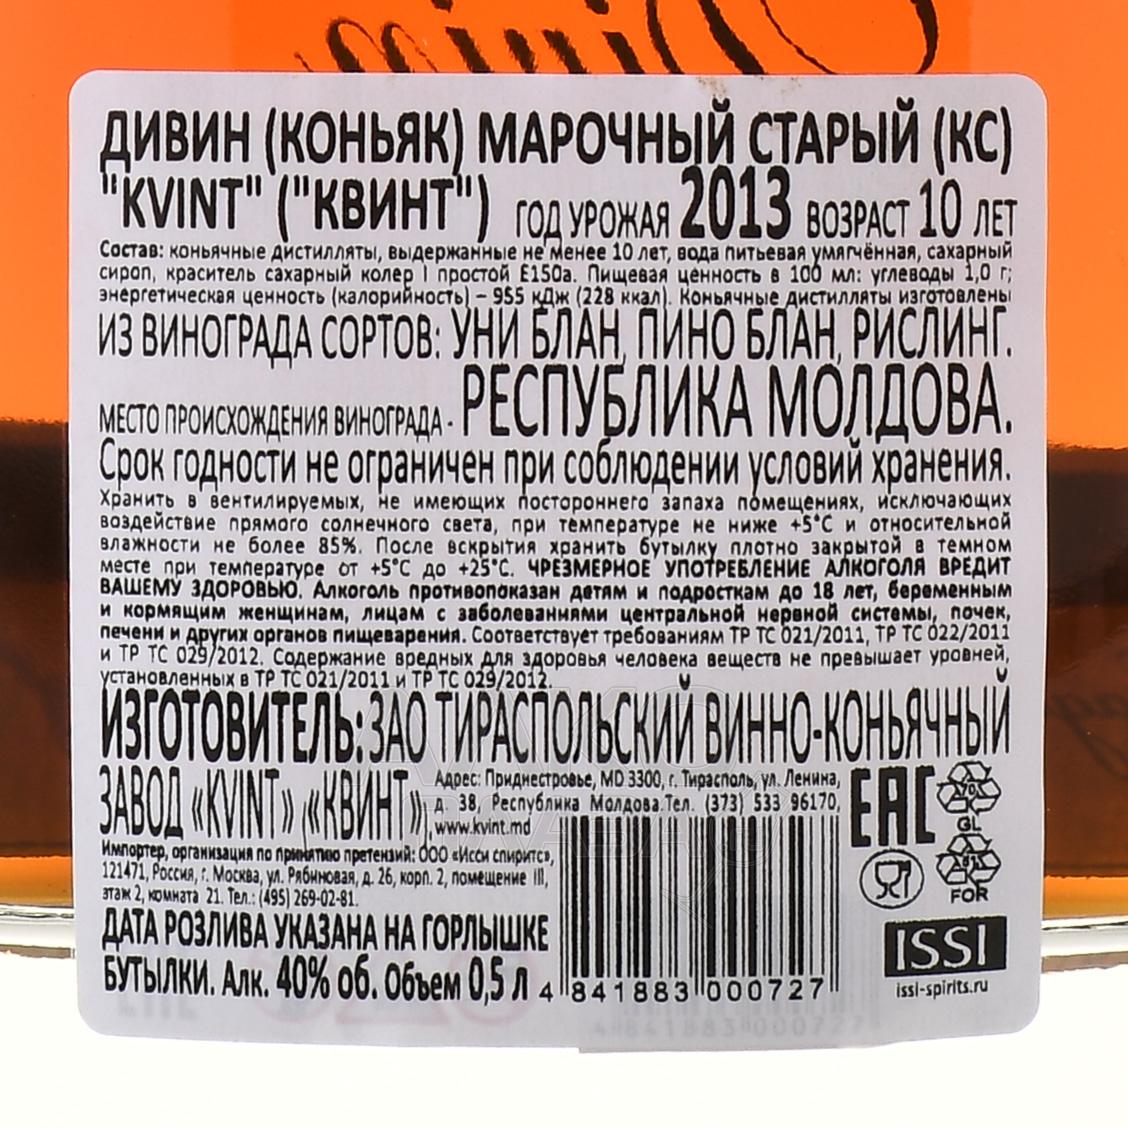 Divin
ДИВИН (КОНЬЯК) МАРОЧНЫЙ СТАРЫЙ (КС)
"KVINT" ("КВИНТ") ГОД УРОЖАЯ 2013 ВОЗРАСТ 10 ЛЕТ
Состав: коньячные дистилляты, выдержанные не менее 10 лет, вода питьевая умягчённая, сахарный
сироп, краситель сахарный колер I простой Е150а. Пищевая ценность в 100 мл: углеводы 1,0 г;
энергетическая ценность (калорийность) – 955 кДж (228 ккал). Коньячные дистилляты изготовлены
ИЗ ВИНОГРАДА СОРТОВ: УНИ БЛАН, ПИНО БЛАН, РИСЛИНГ.
МЕСТО ПРОИСХОЖДЕНИЯ ВИНОГРАДА - РЕСПУБЛИКА МОЛДОВА.
Срок годности не ограничен при соблюдении условий хранения.
Хранить в вентилируемых, не имеющих постороннего запаха помещениях, исключающих
воздействие прямого солнечного света, при температуре не ниже +5°С и относительной
влажности не более 85%. После вскрытия хранить бутылку плотно закрытой в темном
месте при температуре от +5°С до +25°С. ЧРЕЗМЕРНОЕ УПОТРЕБЛЕНИЕ АЛКОГОЛЯ ВРЕДИТ
ВАШЕМУ ЗДОРОВЬЮ. Алкоголь противопоказан детям и подросткам до 18 лет, беременным
и кормящим женщинам, лицам с заболеваниями центральной нервной системы, почек,
печени и других органов пищеварения. Соответствует требованиям ТР ТС 021/2011, ТР ТС 022/2011
и ТР ТС 029/2012. Содержание вредных для здоровья человека веществ не превышает уровней,
установленных в ТР ТС 021/2011 и ТР ТС 029/2012.
ИЗГОТОВИТЕЛЬ: ЗАО ТИРАСПОЛЬСКИЙ ВИННО-КОНЬЯЧНЫЙ
ЗАВОД «KVINT» («КВИНТ»), Адрес: Приднестровье, MD 3300, г. Тирасполь, ул. Ленина,
д. 38, Республика Молдова.Тел. (373) 533 96170,
www.kvint.md
Импортер, организация по принятию претензий: ООО «Исси спиритс»,
121471, Россия, г. Москва, ул. Рябиновая, д. 26, корп. 2, помещение III,
этаж 2, комната 21. Тел.: (495) 269-02-81.
ДАТА РОЗЛИВА УКАЗАНА НА ГОРЛЫШКЕ
БУТЫЛКИ. Алк. 40% об. Объем 0,5 л
4 841883 000727
EAC
70
GL
51
FOR
ISSI
issi-spirits.ru
4 841883 000727